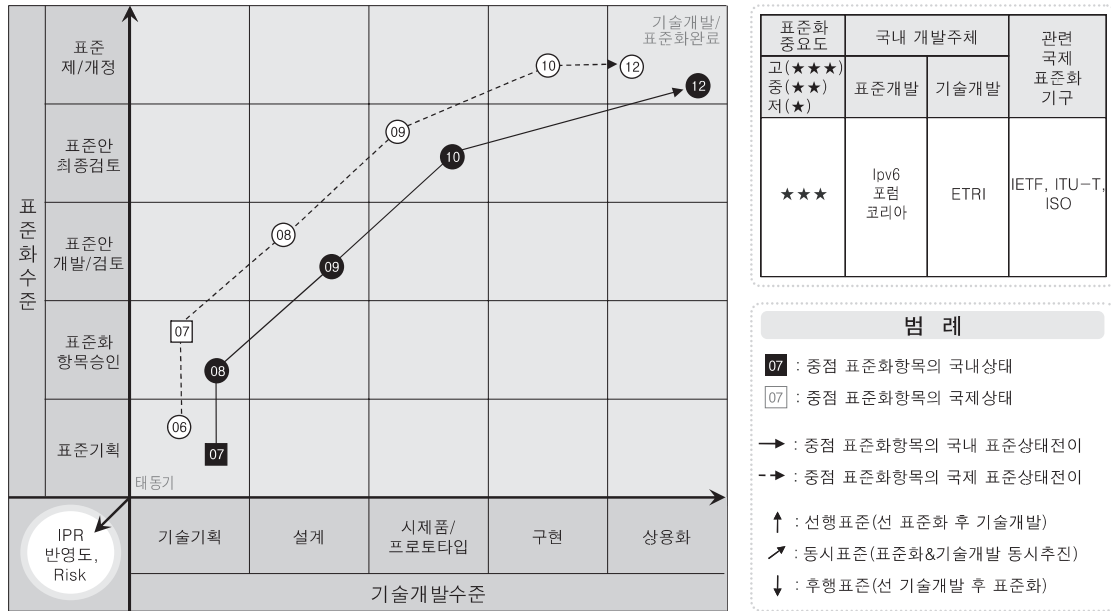 기술개발/
표준화완료
표준
제/개정
표준안
최종검토
표준안
개발/검토
표준화
항목승인
표준기획
표준화수준
10
12
12
09
10
08
09
07
08
06
07
태동기
IPR
반영도,
Risk
기술기획
설계
시제품/
프로토타입
구현
상용화
기술개발수준
표준화
중요도
국내 개발주체
관련
국제
표준화
기구
고(★★★)
중(★★)
저(★)
표준개발
기술개발
★★★
Ipv6
포럼
코리아
ETRI
IETF, ITU-T,
ISO
범 례
07 : 중점 표준화항목의 국내상태
07 : 중점 표준화항목의 국제상태
: 중점 표준화항목의 국내 표준상태전이
: 중점 표준화항목의 국제 표준상태전이
: 선행표준(선 표준화 후 기술개발)
: 동시표준(표준화&기술개발 동시추진)
: 후행표준(선 기술개발 후 표준화)